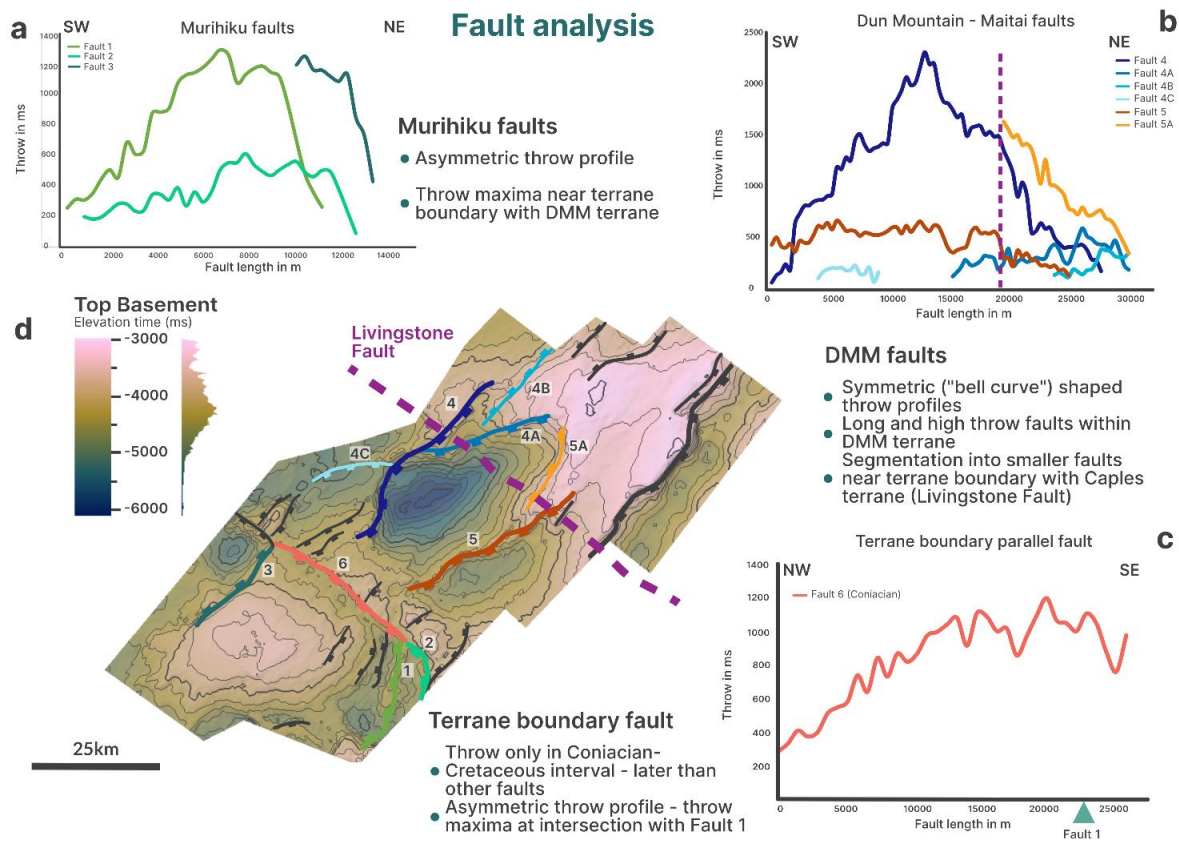 Fault analysis
a
SW
Murihiku faults
NE
Fault 1
Fault 2
Fault 3
Throw in ms
1400
1200
1000
800
600
400
200
0
0 2000 4000 6000 8000 10000 12000 14000
Fault length in m
Murihiku faults
Asymmetric throw profile
Throw maxima near terrane
boundary with DMM terrane
Dun Mountain - Maitai faults
b
SW
NE
Fault 4
Fault 4A
Fault 4B
Fault 4C
Fault 5
Fault 5A
Throw in ms
2500
2000
1500
1000
500
0
0 5000 10000 15000 20000 25000 30000
Fault length in m
DMM faults
Symmetric ("bell curve") shaped
throw profiles
Long and high throw faults within
DMM terrane
Segmentation into smaller faults
near terrane boundary with Caples
terrane (Livingstone Fault)
d
Top Basement
Elevation time (ms)
-3000
-4000
-5000
-6000
Livingstone
Fault
4
4B
4A
5A
4C
5
6
3
2
1
25km
Terrane boundary fault
Throw only in Coniacian-
Cretaceous interval - later than
other faults
Asymmetric throw profile - throw
maxima at intersection with Fault 1
Terrane boundary parallel fault
c
NW
SE
Fault 6 (Coniacian)
Throw in ms
1400
1200
1000
800
600
400
200
0 5000 10000 15000 20000 25000
Fault length in m
Fault 1